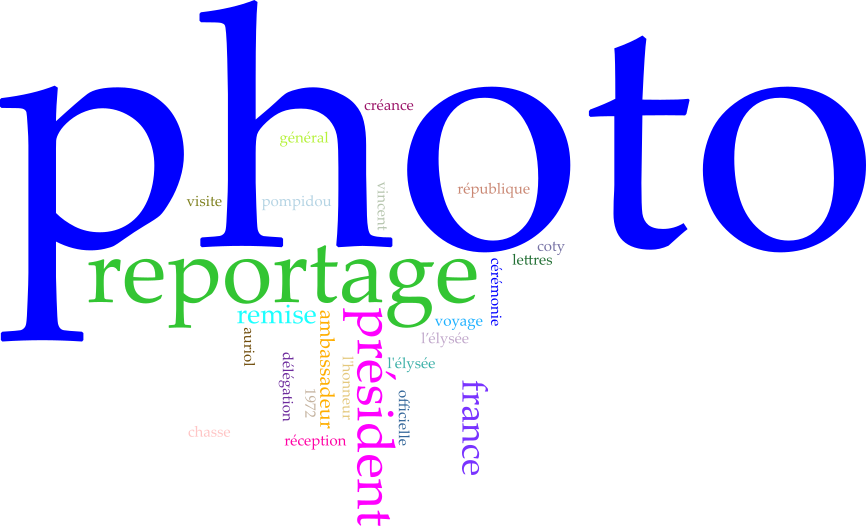 photo
créance
général
vincent
république
visite
pompidou
coty
lettres
reportage
cérémonie
remise
ambassadeur
président
voyage
auriol
l’élysée
délégation
l'honneur
l'élysée
france
1972
officielle
chasse
réception